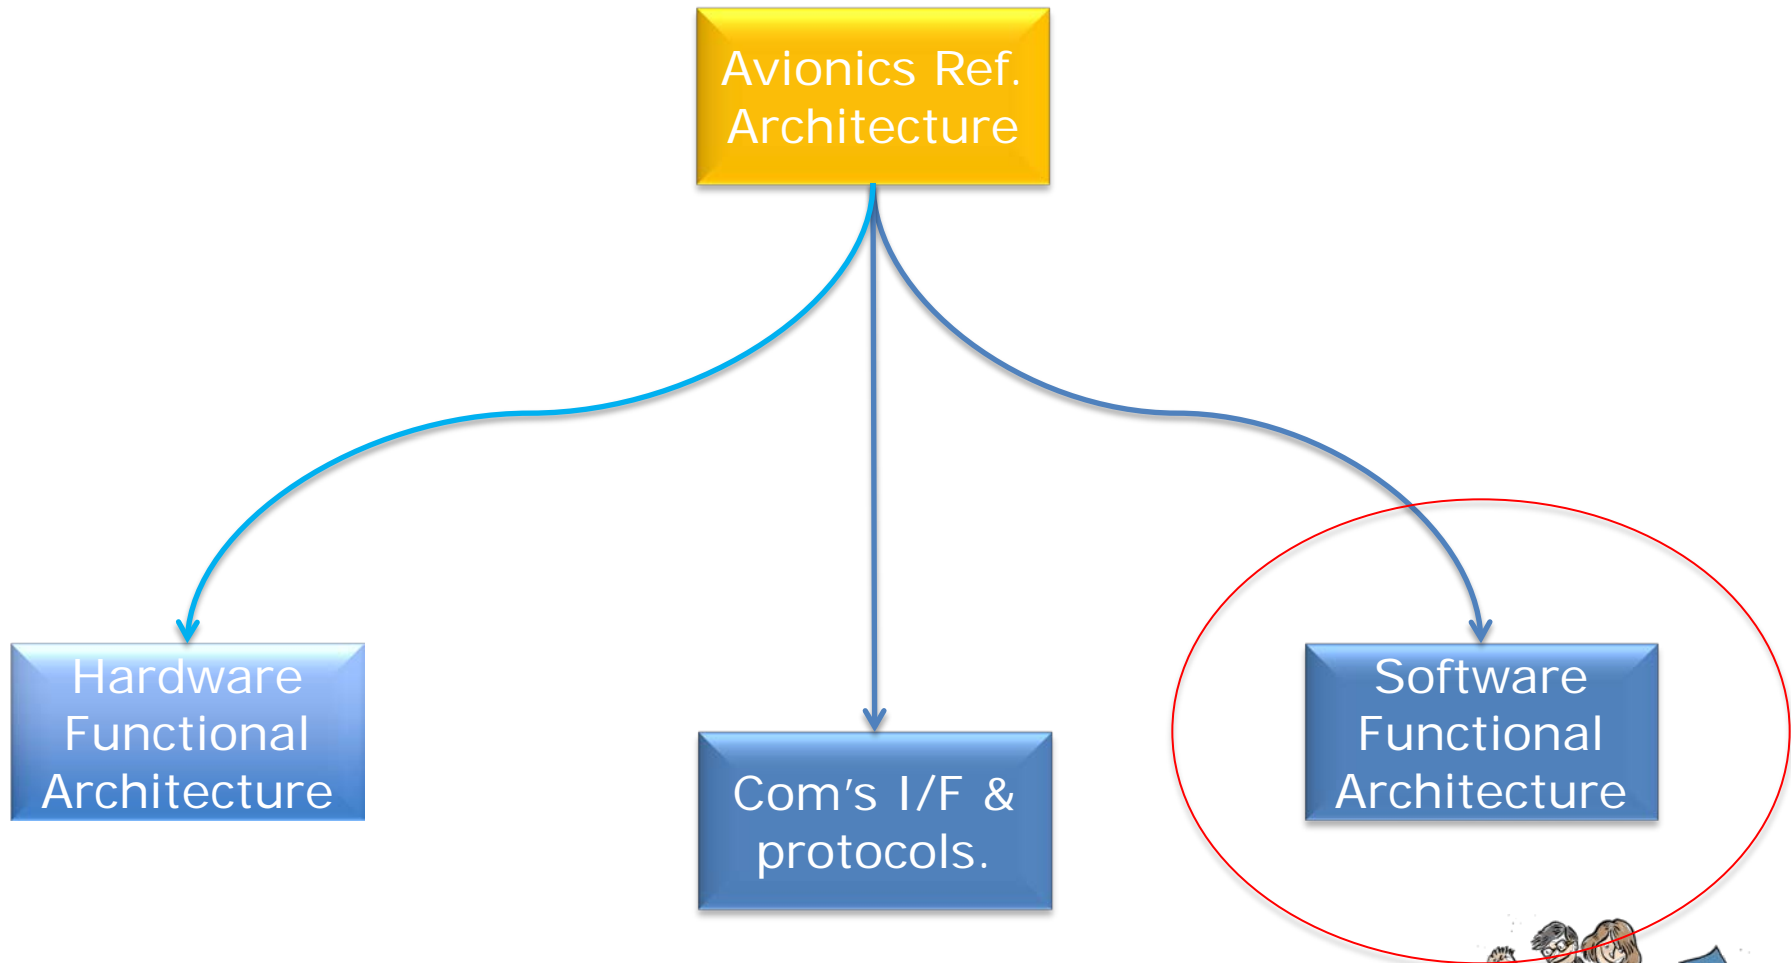 Avionics Ref.
Architecture
Hardware
Functional
Architecture
Com's I/F &
protocols.
Software
Functional
Architecture